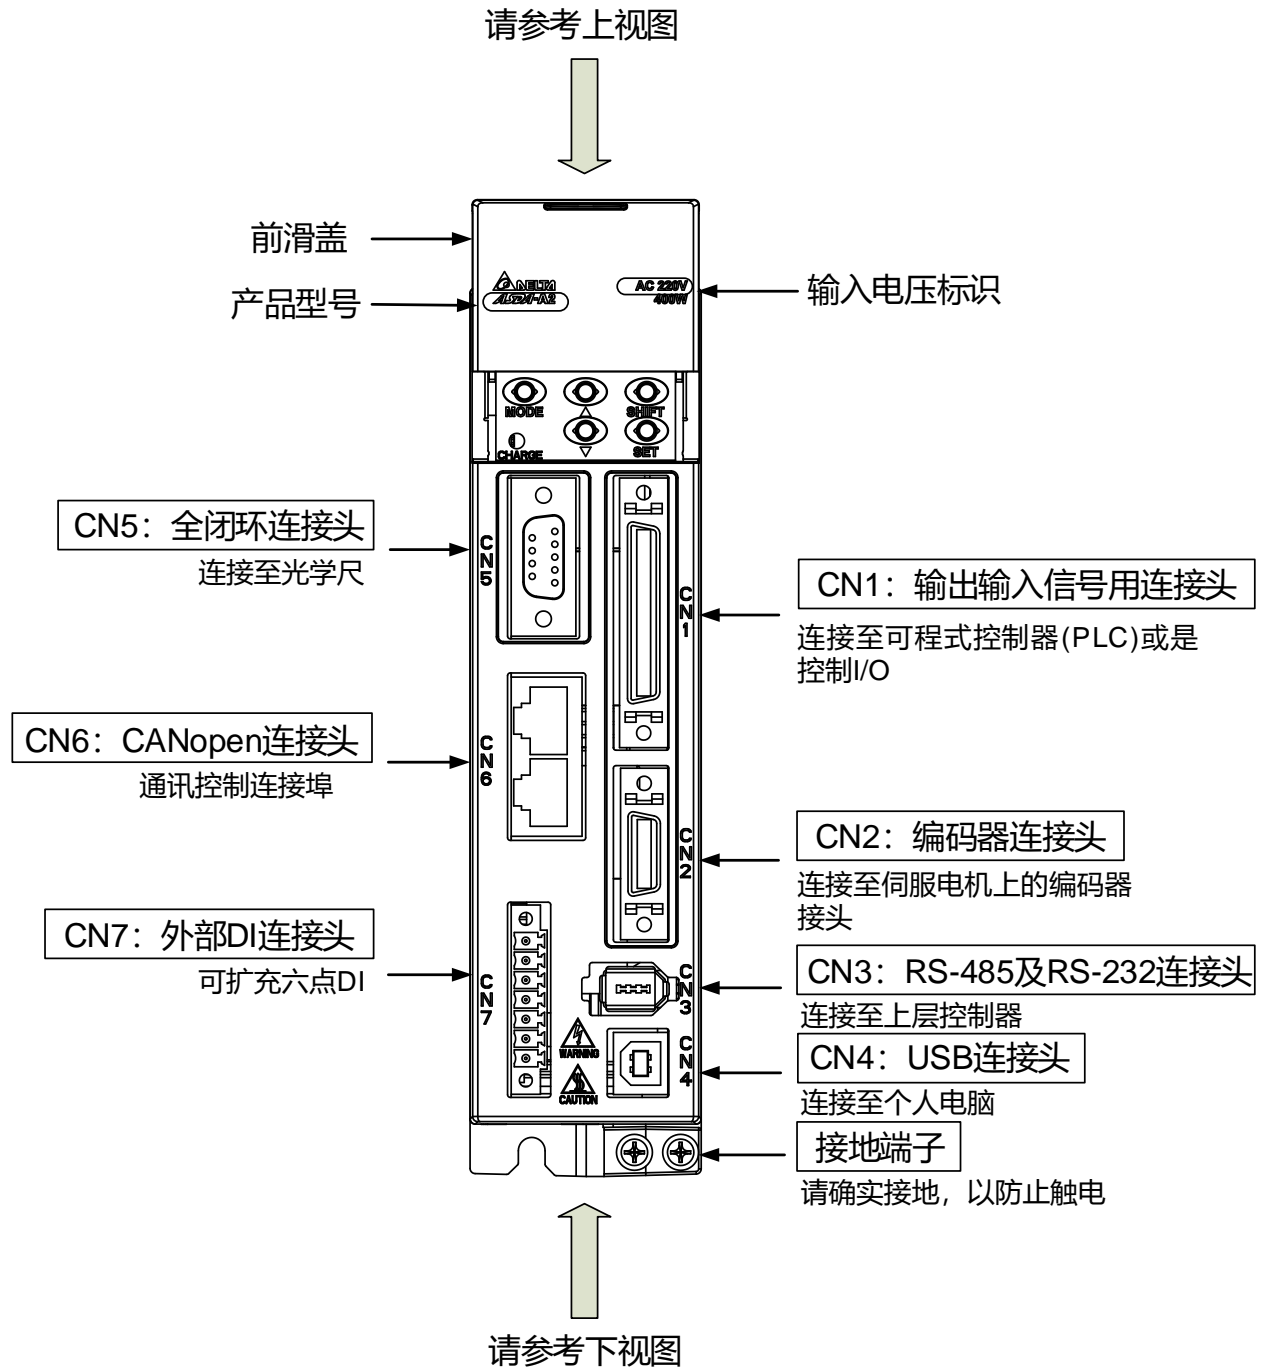 请参考上视图
前滑盖
产品型号
DELTA
ASDA-A2
AC 220V
400W
输入电压标识
MODE
SHIFT
CHARGE
SET
CN5：全闭环连接头
连接至光学尺
CN5
CN1
CN1：输出输入信号用连接头
连接至可程式控制器(PLC)或是
控制I/O
CN6：CANopen连接头
通讯控制连接埠
CN6
CN2
CN2：编码器连接头
连接至伺服电机上的编码器
接头
CN7：外部DI连接头
可扩充六点DI
CN7
CN3
CN3：RS-485及RS-232连接头
连接至上层控制器
WARNING
CAUTION
CN4
CN4：USB连接头
连接至个人电脑
接地端子
请确实接地，以防止触电
请参考下视图